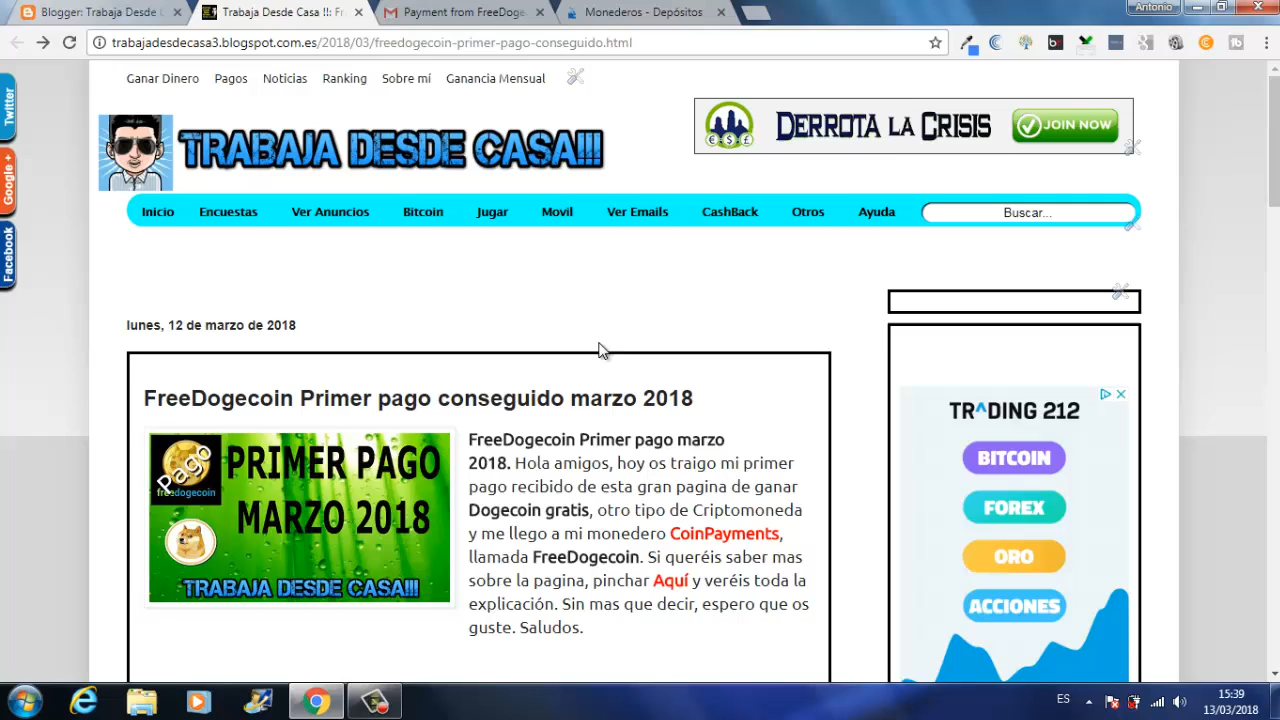 Blogger: Trabaja Desde C
Trabaja Desde Casa !!!: Fr
Payment from FreeDoge
Monederos - Depósitos
Antonio
trabajadesdecasa3.blogspot.com.es/2018/03/freedogecoin-primer-pago-conseguido.html
Twitter
Google +
Facebook
Ganar Dinero Pagos Noticias Ranking Sobre mí Ganancia Mensual
TRABAJA DESDE CASA!!!
DERROTA LA CRISIS
JOIN NOW
Inicio Encuestas Ver Anuncios Bitcoin Jugar Movil Ver Emails CashBack Otros Ayuda Buscar...
lunes, 12 de marzo de 2018
FreeDogecoin Primer pago conseguido marzo 2018
Pago
freedogecoin
PRIMER PAGO
MARZO 2018
TRABAJA DESDE CASA!!!
FreeDogecoin Primer pago marzo
2018. Hola amigos, hoy os traigo mi primer
pago recibido de esta gran pagina de ganar
Dogecoin gratis, otro tipo de Criptomoneda
y me llego a mi monedero CoinPayments,
llamada FreeDogecoin. Si queréis saber mas
sobre la pagina, pinchar Aquí y veréis toda la
explicación. Sin mas que decir, espero que os
guste. Saludos.
TR^DING 212
BITCOIN
FOREX
ORO
ACCIONES
ES
15:39
13/03/2018